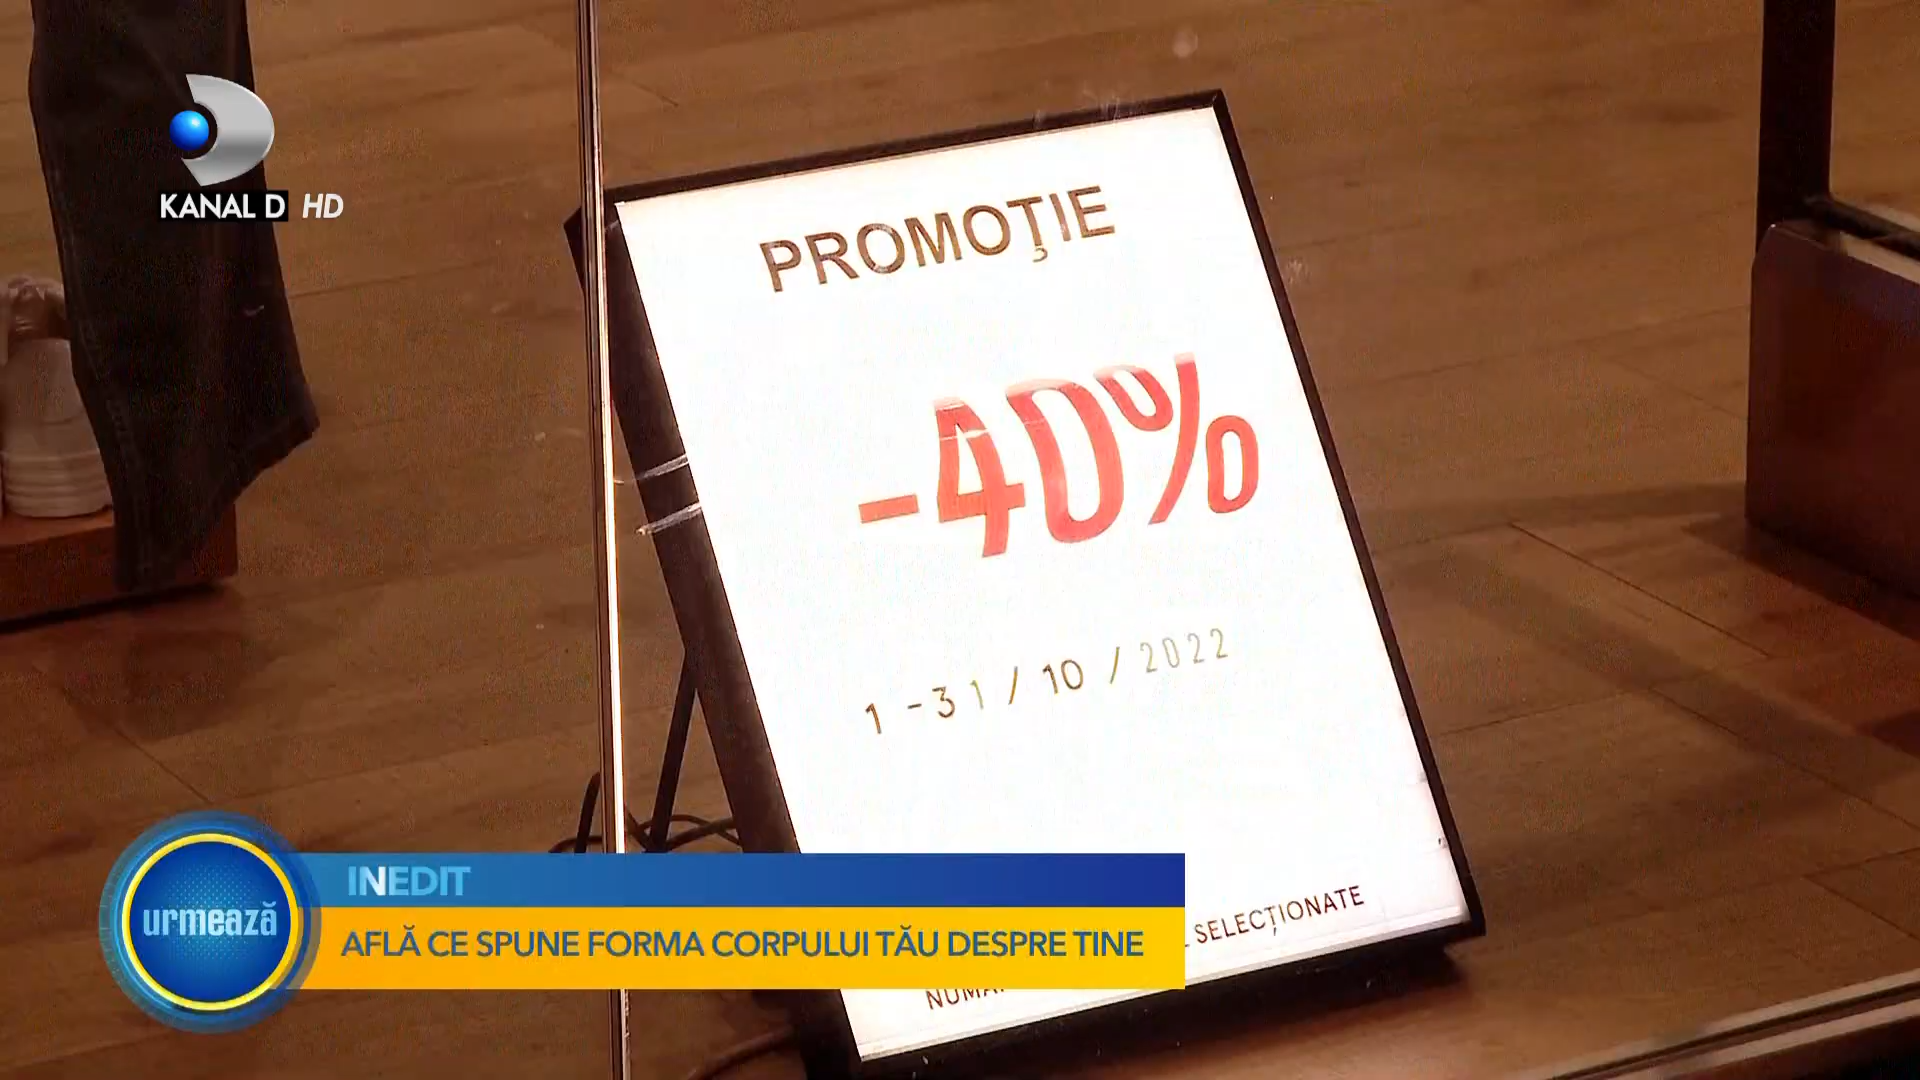 KANAL D HD
PROMOȚIE
-40%
1-31/10/2022
SELECȚIONATE
INEDIT
urmează
AFLĂ CE SPUNE FORMA CORPULUI TĂU DESPRE TINE